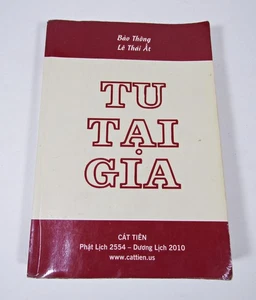 Bảo Thông
Lê Thái Ất
TU
TẠI
GIA
CÁT TIÊN
Phật Lịch 2554 – Dương Lịch 2010
www.cattien.us